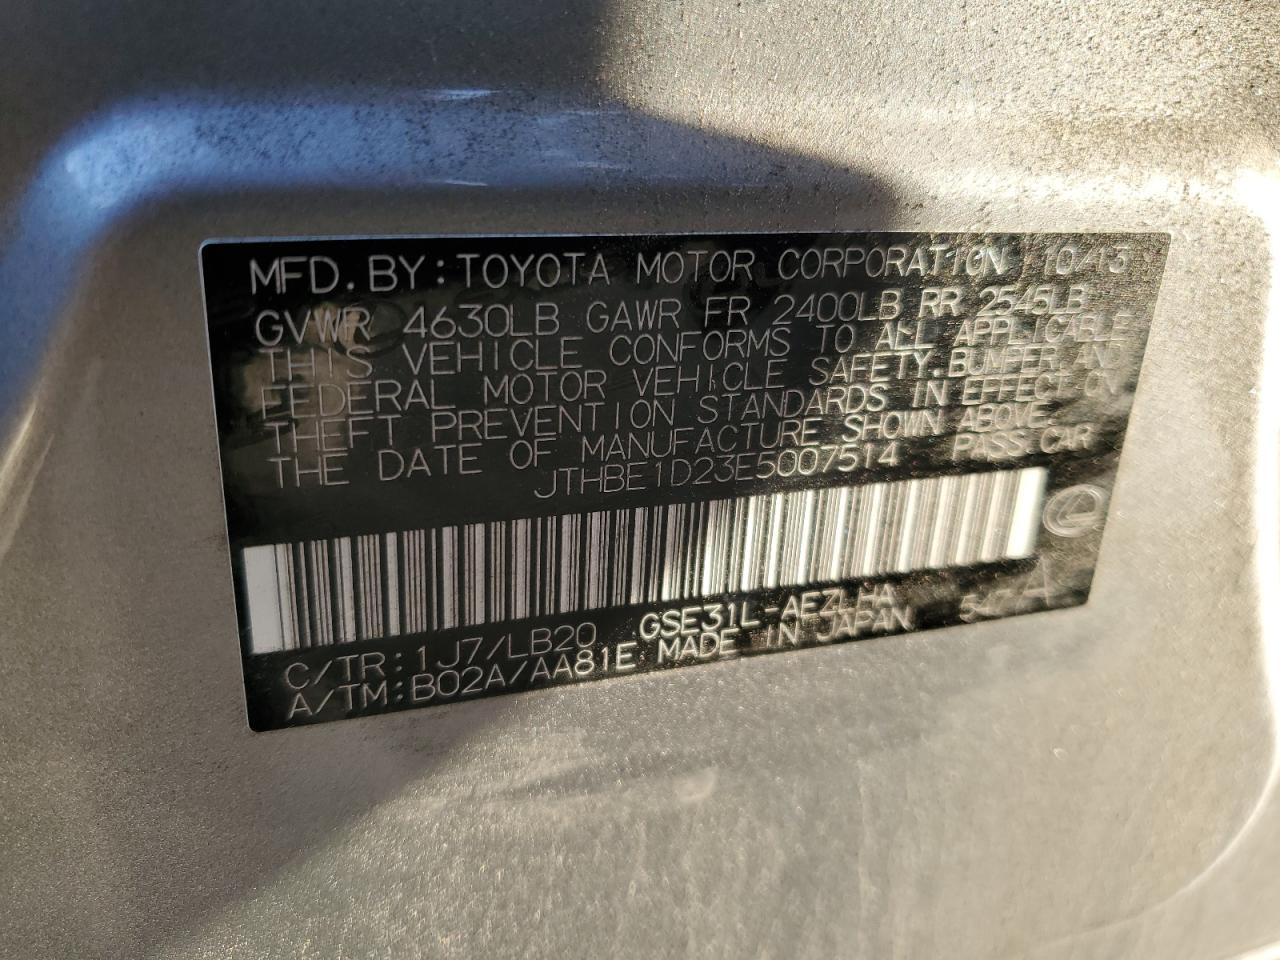 MFD. BY: TOYOTA MOTOR CORPORATION 10/13
GVWR 4630LB GAWR FR 2400LB RR 2545LB
THIS VEHICLE CONFORMS TO ALL APPLICABLE
FEDERAL MOTOR VEHICLE SAFETY, BUMPER AND
THEFT PREVENTION STANDARDS IN EFFECT ON
THE DATE OF MANUFACTURE SHOWN ABOVE.
JTHBE1D23E5007514 PASS CAR
C/TR: 1J7/LB20 GSE31L-AEZLHA
A/TM: B02A/AA81E MADE IN JAPAN